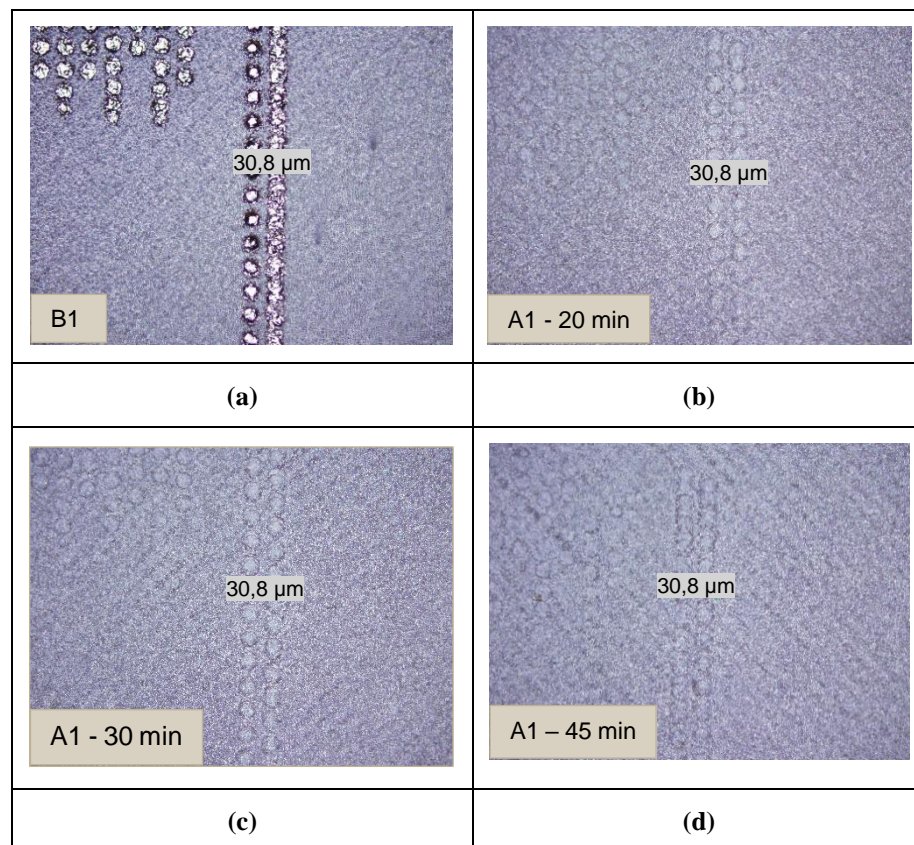 30,8 µm
B1
30,8 µm
A1 - 20 min
(a)
(b)
30,8 µm
A1 - 30 min
30,8 µm
A1 – 45 min
(c)
(d)